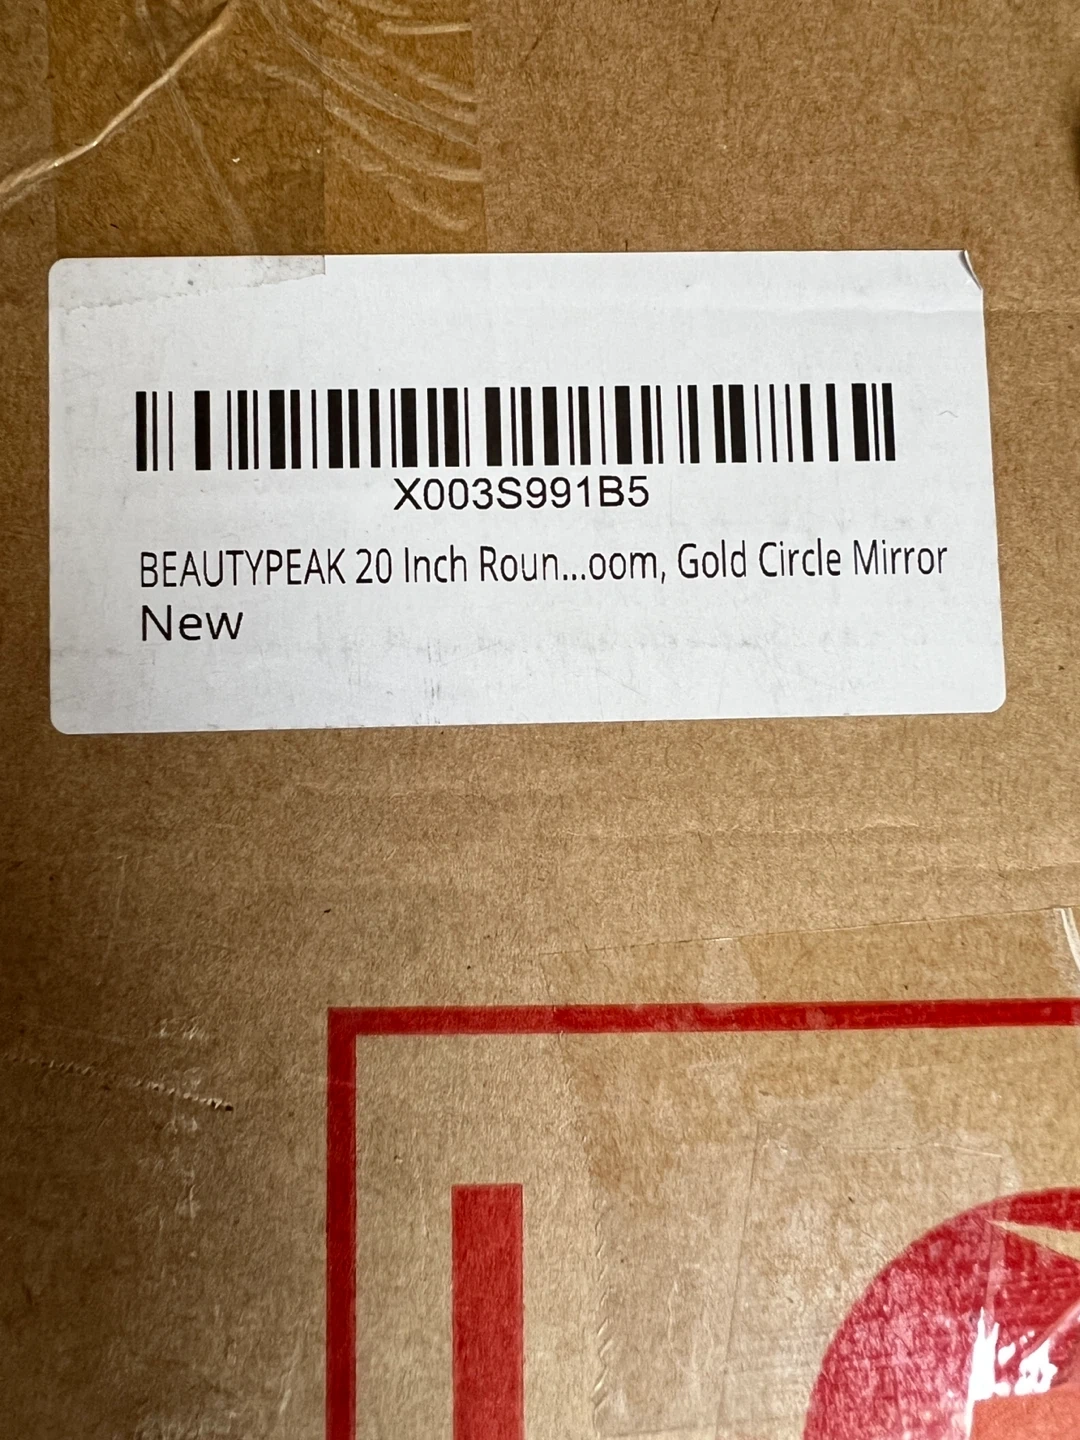 X003S991B5
BEAUTYPEAK 20 Inch Roun...oom, Gold Circle Mirror
New